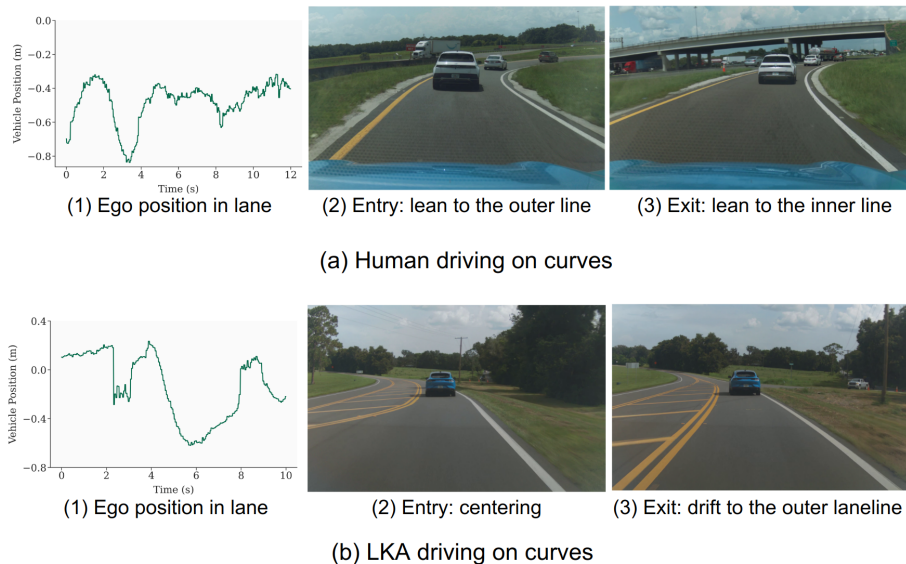 0.0
−0.2
−0.4
−0.6
−0.8
Vehicle Position (m)
0 2 4 6 8 10 12
Time (s)
(1) Ego position in lane
(2) Entry: lean to the outer line
(3) Exit: lean to the inner line
(a) Human driving on curves
0.4
0.0
−0.4
−0.8
Vehicle Position (m)
0 2 4 6 8 10
Time (s)
(1) Ego position in lane
(2) Entry: centering
(3) Exit: drift to the outer laneline
(b) LKA driving on curves